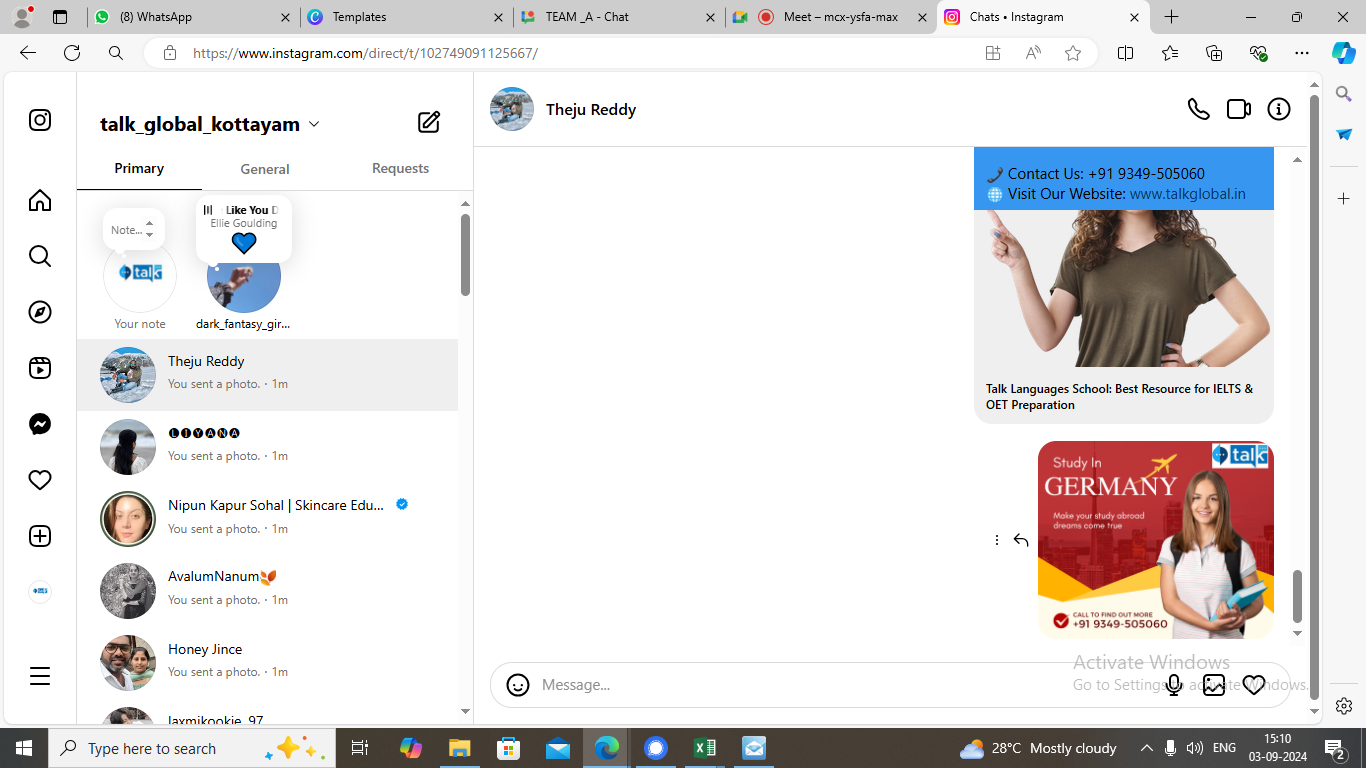 (8) WhatsApp
Templates
TEAM _A - Chat
Meet – mcx-ysfa-max
Chats • Instagram
https://www.instagram.com/direct/t/102749091125667/
talk_global_kottayam
Primary
General
Requests
Note...
Like You D
Ellie Goulding
talk
Your note
dark_fantasy_gir...
Theju Reddy
You sent a photo. · 1m
🅛🅘🅨🅐🅝🅐
You sent a photo. · 1m
Nipun Kapur Sohal | Skincare Edu...
You sent a photo. · 1m
AvalumNanum🍂
You sent a photo. · 1m
Honey Jince
You sent a photo. · 1m
laxmikookie_97
Theju Reddy
📞 Contact Us: +91 9349-505060
🌐 Visit Our Website: www.talkglobal.in
Talk Languages School: Best Resource for IELTS &
OET Preparation
talk
Study In
GERMANY
Make your study abroad
dreams come true
CALL TO FIND OUT MORE
+91 9349-505060
Message...
Activate Windows
Go to Settings to activate Windows.
Type here to search
28°C Mostly cloudy
ENG
15:10
03-09-2024
2